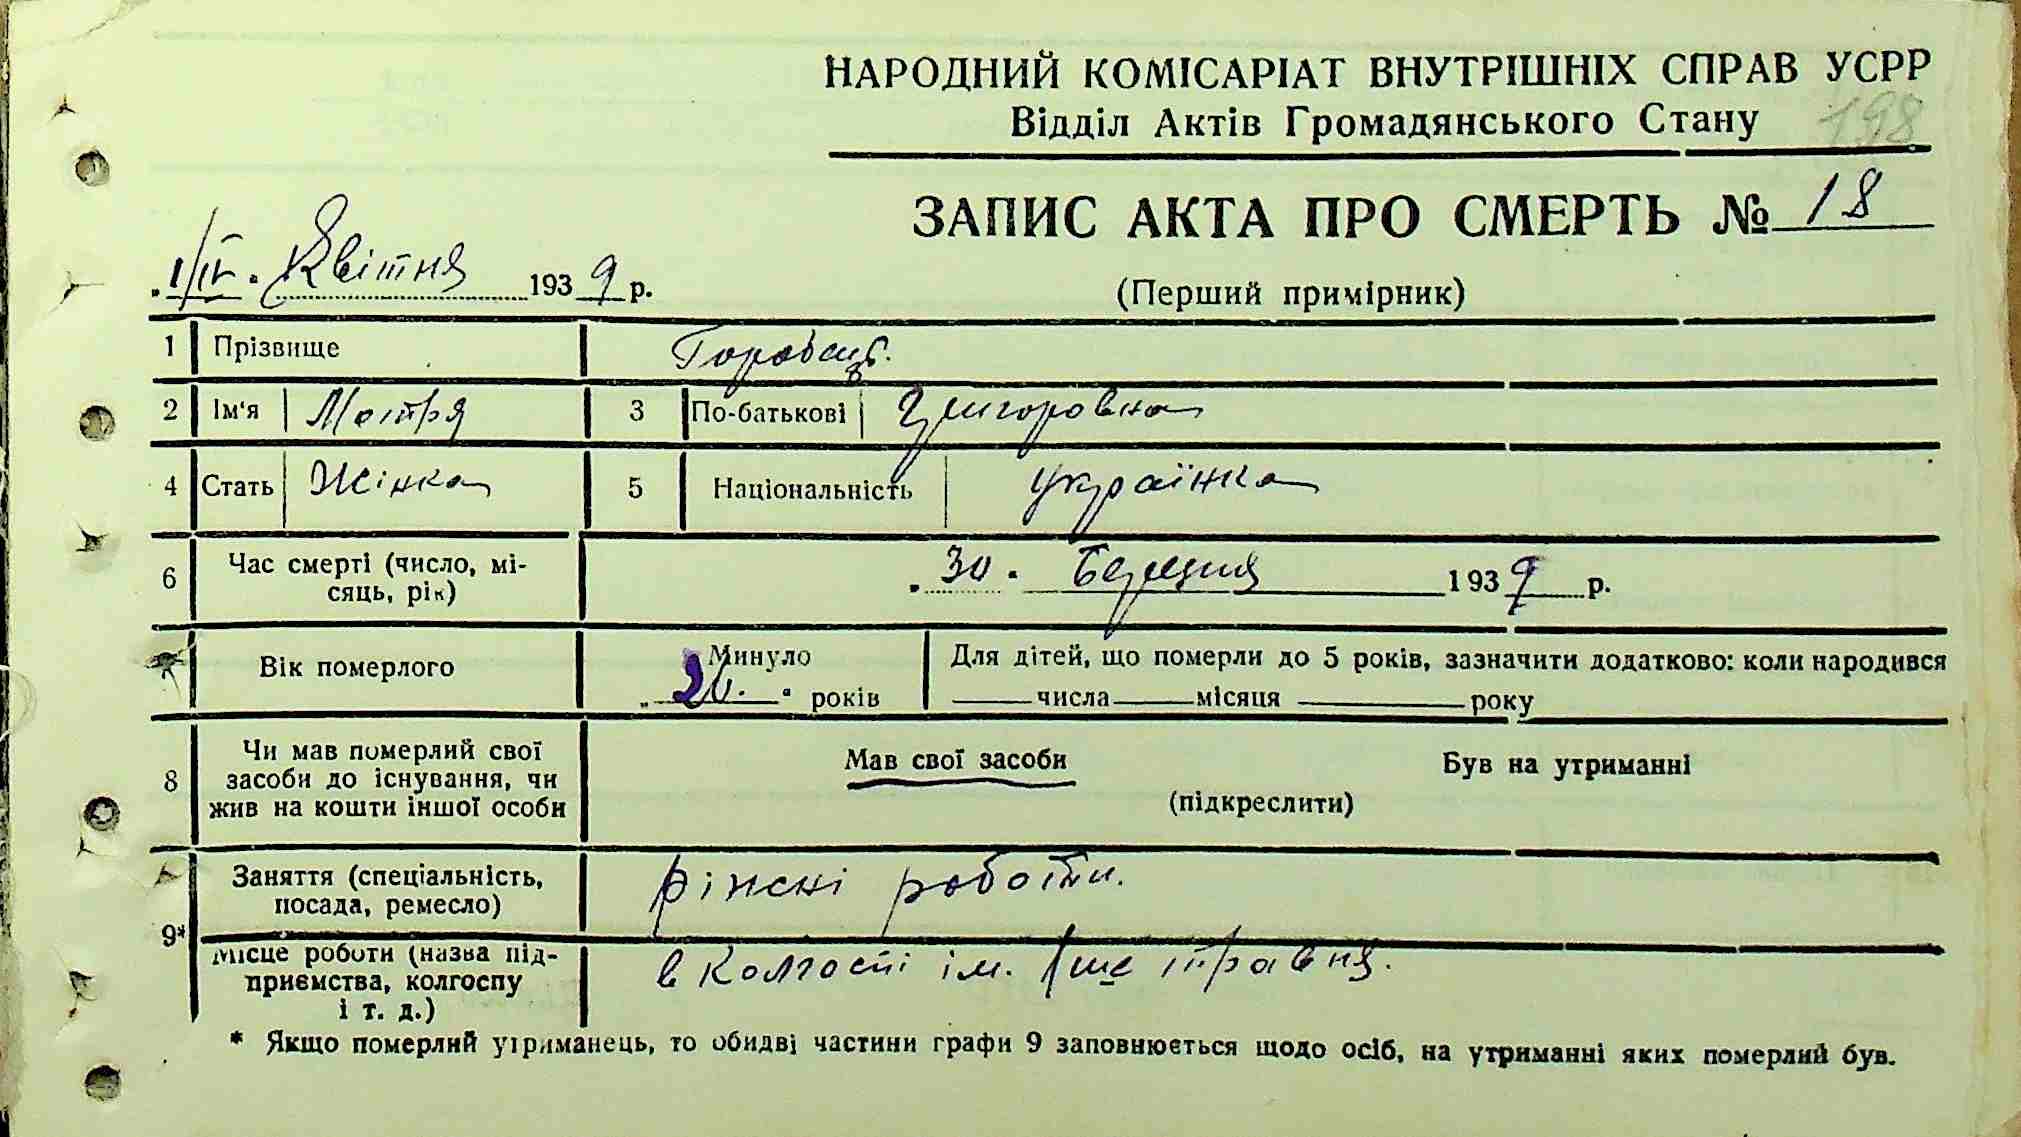 НАРОДНИЙ КОМІСАРІАТ ВНУТРІШНІХ СПРАВ УСРР
Відділ Актів Громадянського Стану
198
ЗАПИС АКТА ПРО СМЕРТЬ № 18
„1/IV" Квітня 1939 р.
(Перший примірник)
1 Прізвище Горобець.
2 Ім'я Мотря 3 По-батькові Григоровна
4 Стать Жінка 5 Національність українка
6 Час смерті (число, мі-
сяць, рік) „30" Березня 1939 р.
7 Вік померлого Минуло „26." років
Для дітей, що померли до 5 років, зазначити додатково: коли народився
числа місяця року
8 Чи мав померлий свої
засоби до існування, чи
жив на кошти іншої особи
Мав свої засоби Був на утриманні
(підкреслити)
9* Заняття (спеціальність,
посада, ремесло) ріжні роботи.
Місце роботи (назва під-
приємства, колгоспу
і т. д.) в Колгоспі ім. 1ше травня.
* Якщо померлий утриманець, то обидві частини графи 9 заповнюється щодо осіб, на утриманні яких померлий був.